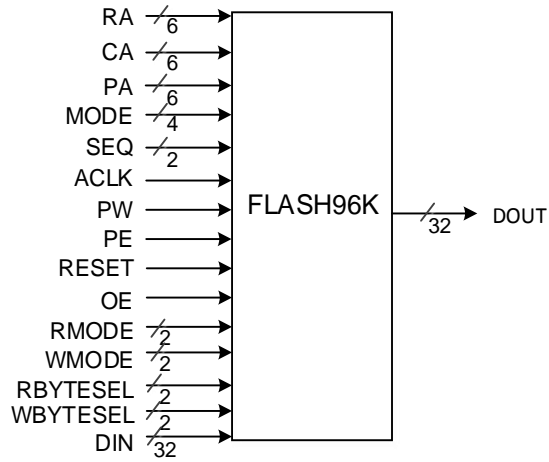 RA 6
CA 6
PA 6
MODE 4
SEQ 2
ACLK
PW
PE
RESET
OE
RMODE 2
WMODE 2
RBYTESEL 2
WBYTESEL 2
DIN 32
FLASH96K
32 DOUT